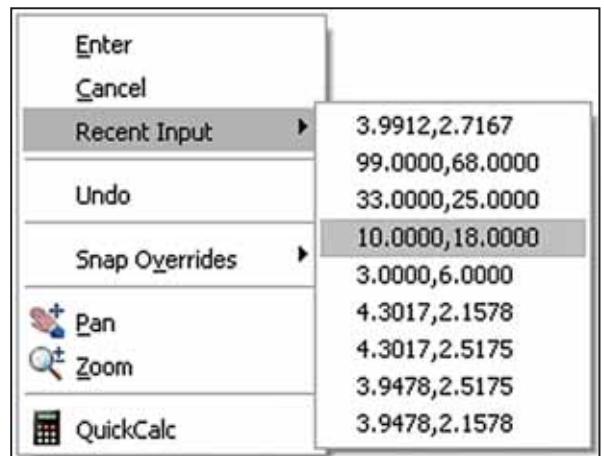 Enter
Cancel
Recent Input
Undo
Snap Overrides
Pan
Zoom
QuickCalc
3.9912,2.7167
99.0000,68.0000
33.0000,25.0000
10.0000,18.0000
3.0000,6.0000
4.3017,2.1578
4.3017,2.5175
3.9478,2.5175
3.9478,2.1578